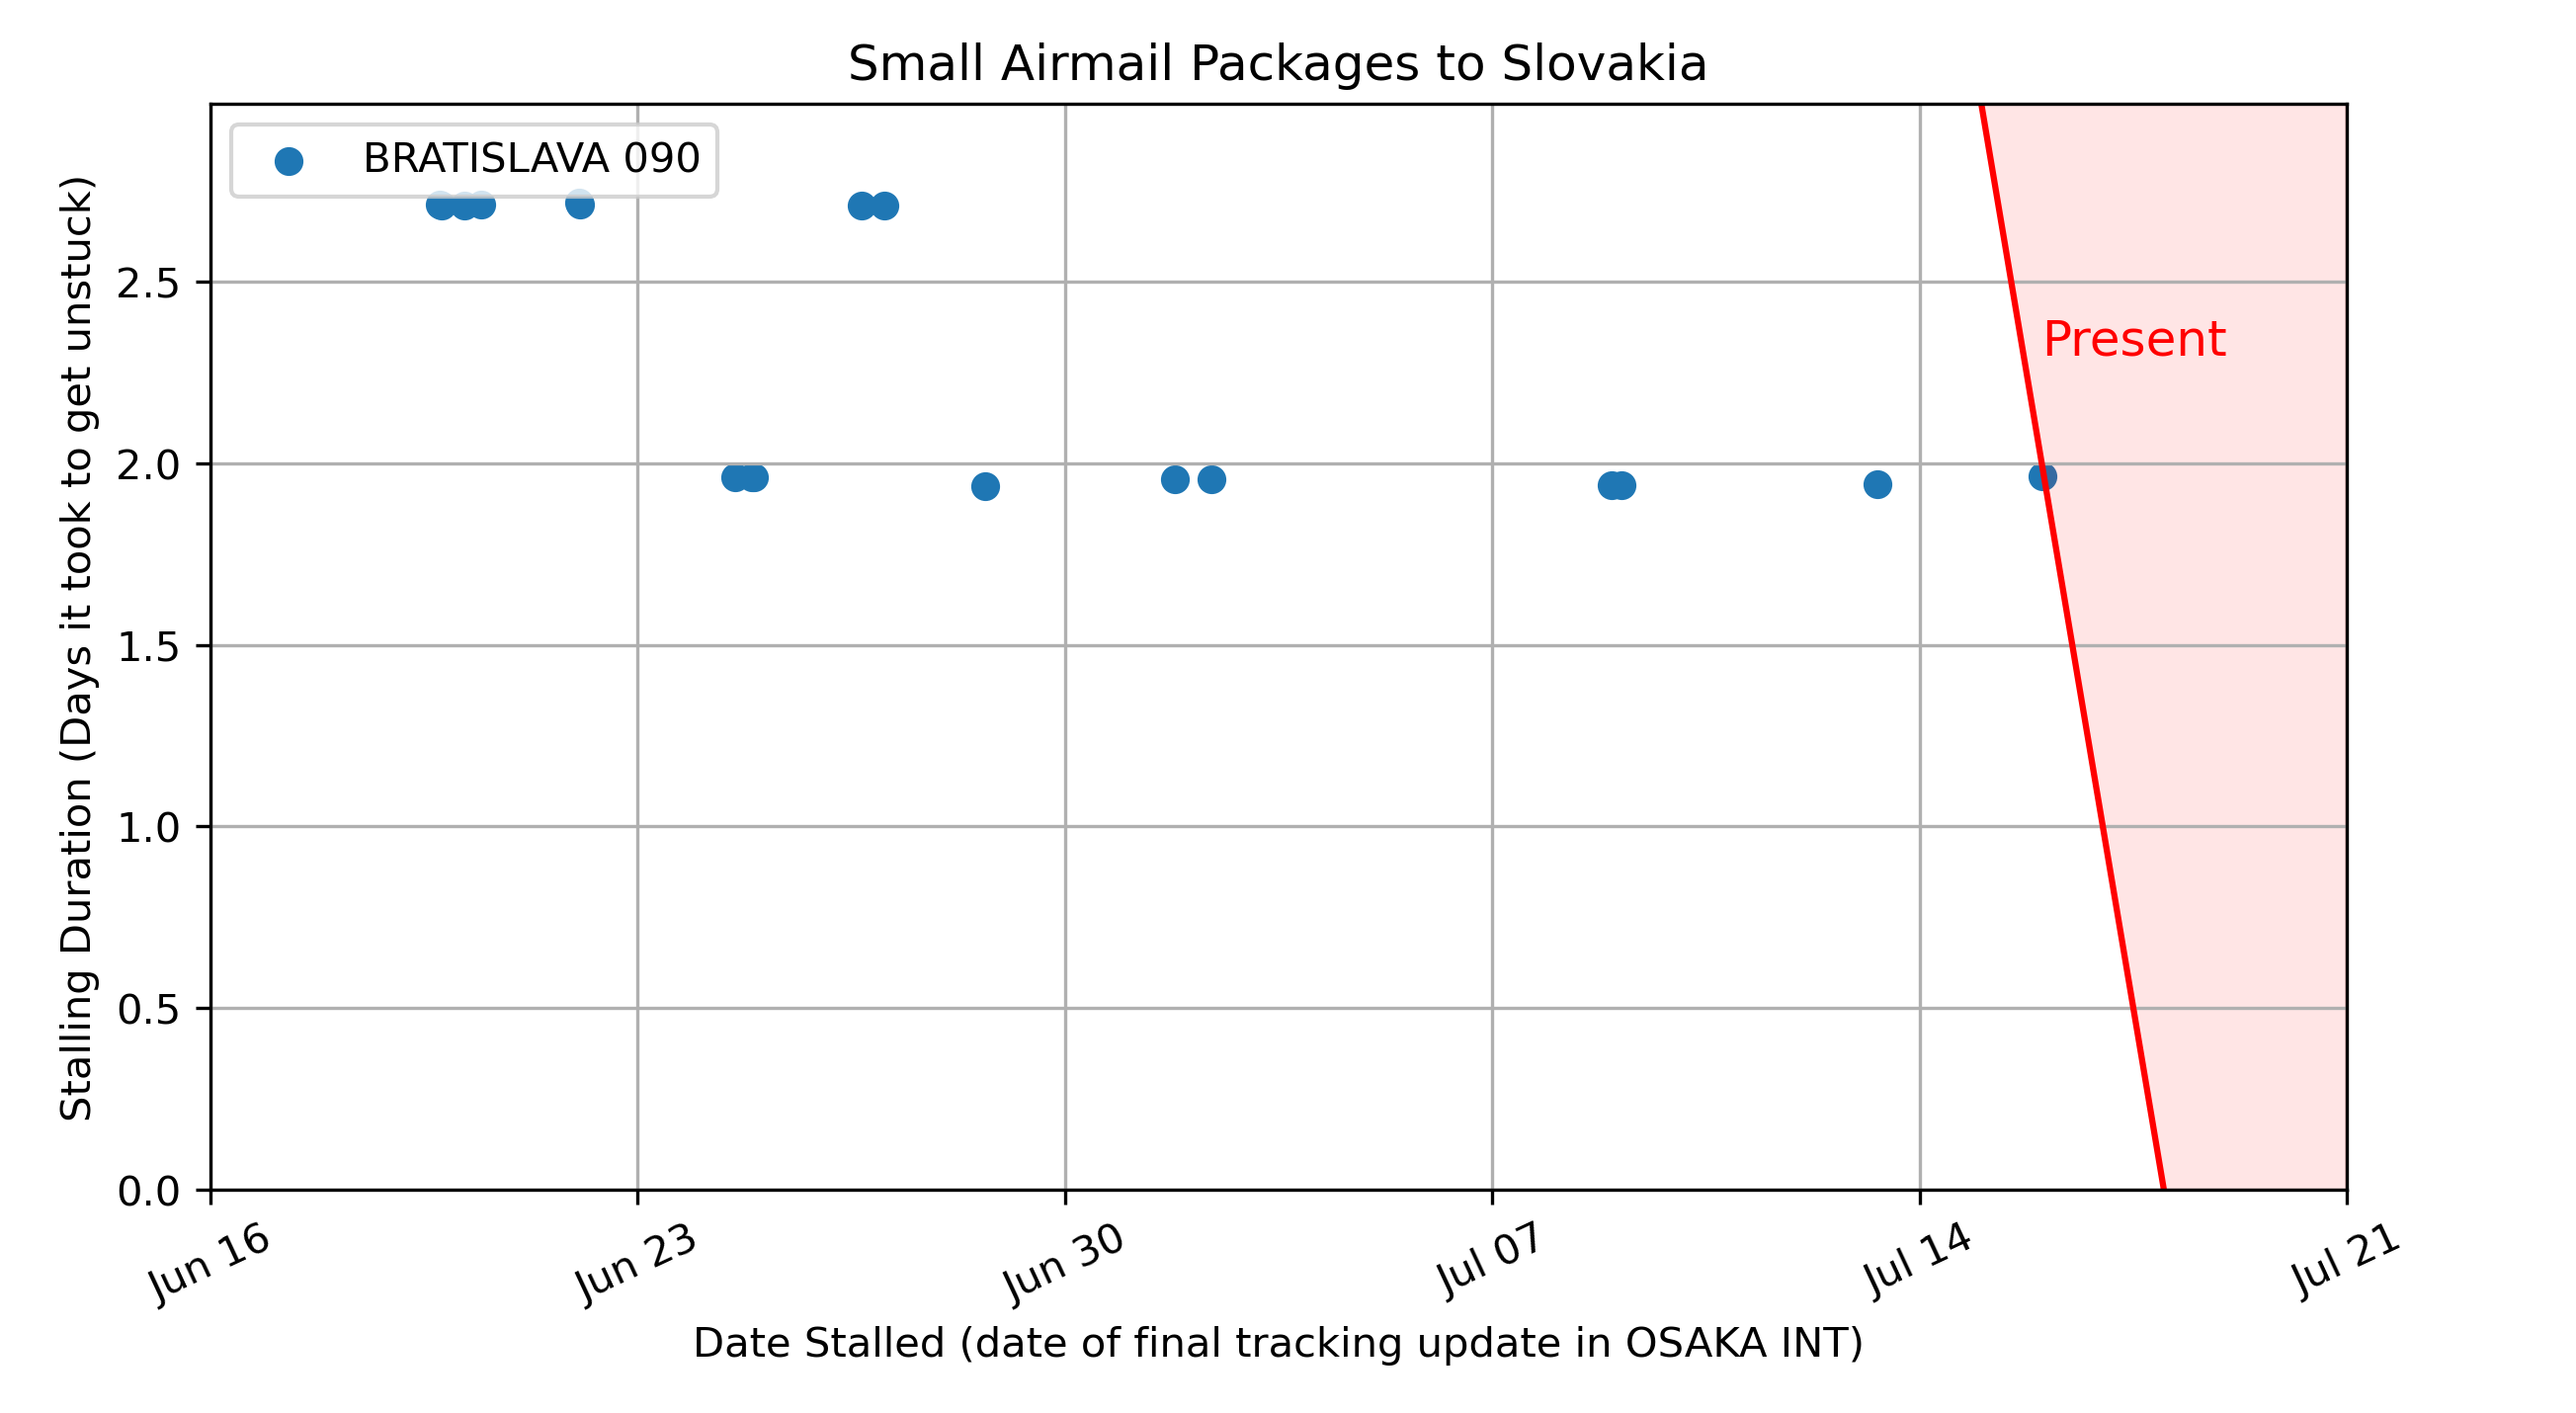 Small Airmail Packages to Slovakia
BRATISLAVA 090
Present
Stalling Duration (Days it took to get unstuck)
2.5
2.0
1.5
1.0
0.5
0.0
Jun 16
Jun 23
Jun 30
Jul 07
Jul 14
Jul 21
Date Stalled (date of final tracking update in OSAKA INT)